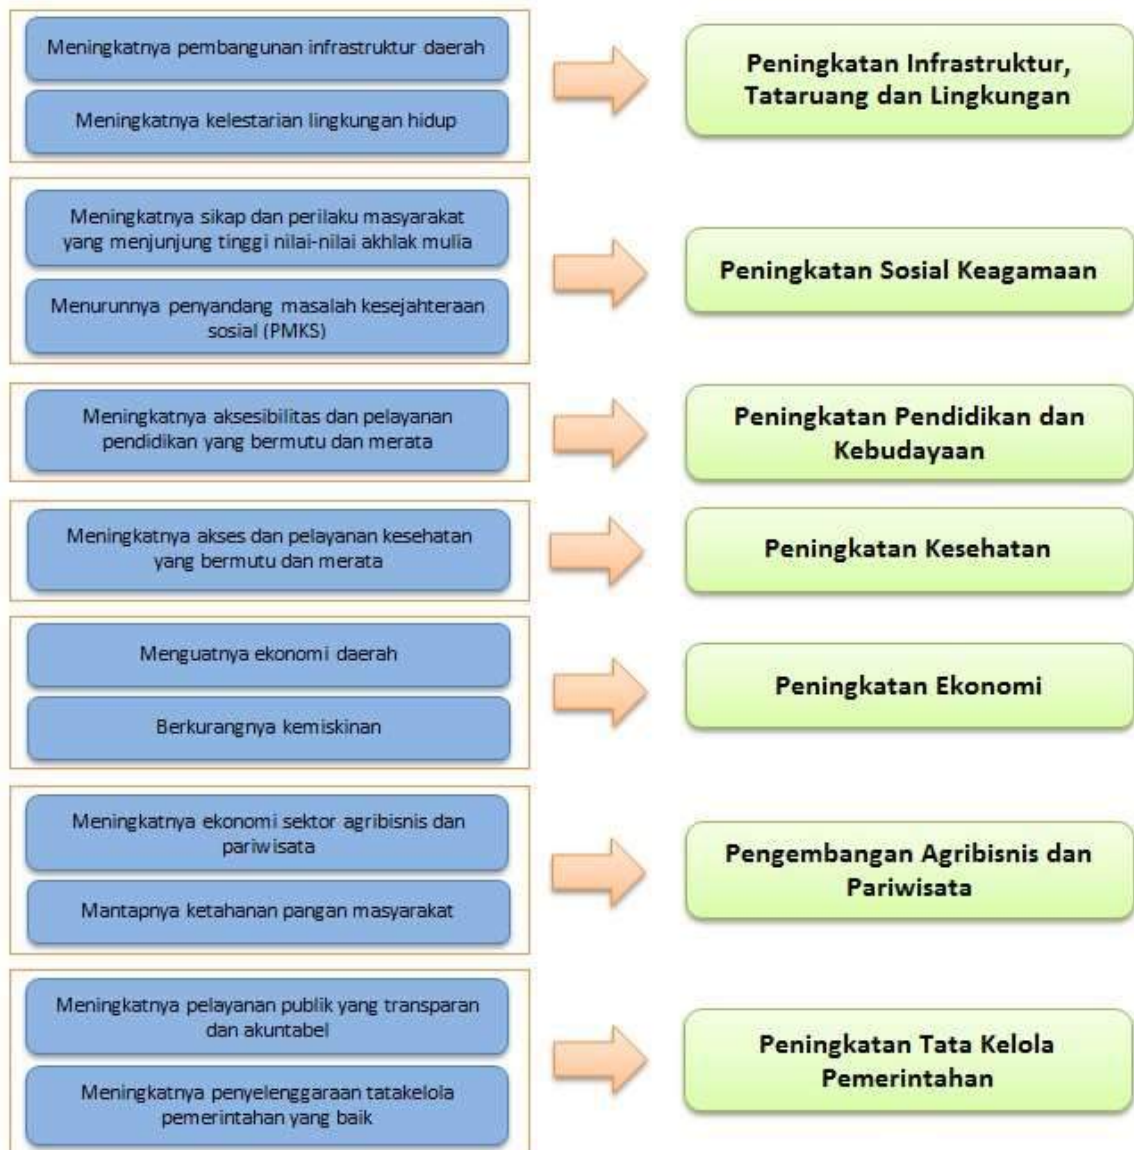 Meningkatnya pembangunan infrastruktur daerah
Meningkatnya kelestarian lingkungan hidup
Peningkatan Infrastruktur,
Tataruang dan Lingkungan
Meningkatnya sikap dan perilaku masyarakat
yang menjunjung tinggi nilai-nilai akhlak mulia
Menurunnya penyandang masalah kesejahteraan
sosial (PMKS)
Peningkatan Sosial Keagamaan
Meningkatnya aksesibilitas dan pelayanan
pendidikan yang bermutu dan merata
Peningkatan Pendidikan dan
Kebudayaan
Meningkatnya akses dan pelayanan kesehatan
yang bermutu dan merata
Peningkatan Kesehatan
Menguatnya ekonomi daerah
Berkurangnya kemiskinan
Peningkatan Ekonomi
Meningkatnya ekonomi sektor agribisnis dan
pariwisata
Mantapnya ketahanan pangan masyarakat
Pengembangan Agribisnis dan
Pariwisata
Meningkatnya pelayanan publik yang transparan
dan akuntabel
Meningkatnya penyelenggaraan tatakelola
pemerintahan yang baik
Peningkatan Tata Kelola
Pemerintahan